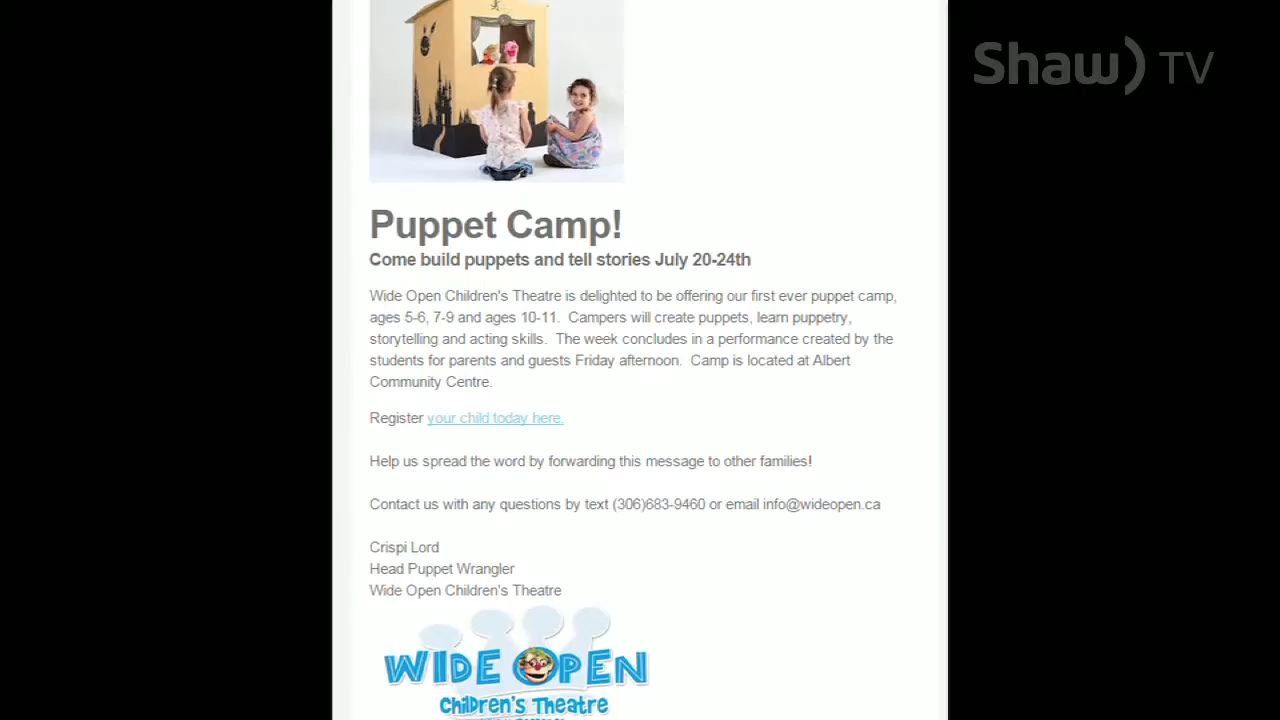 Shaw) TV
Puppet Camp!
Come build puppets and tell stories July 20-24th
Wide Open Children's Theatre is delighted to be offering our first ever puppet camp,
ages 5-6, 7-9 and ages 10-11.  Campers will create puppets, learn puppetry,
storytelling and acting skills.  The week concludes in a performance created by the
students for parents and guests Friday afternoon.  Camp is located at Albert
Community Centre.
Register your child today here.
Help us spread the word by forwarding this message to other families!
Contact us with any questions by text (306)683-9460 or email info@wideopen.ca
Crispi Lord
Head Puppet Wrangler
Wide Open Children's Theatre
WIDE OPEN
Children's Theatre